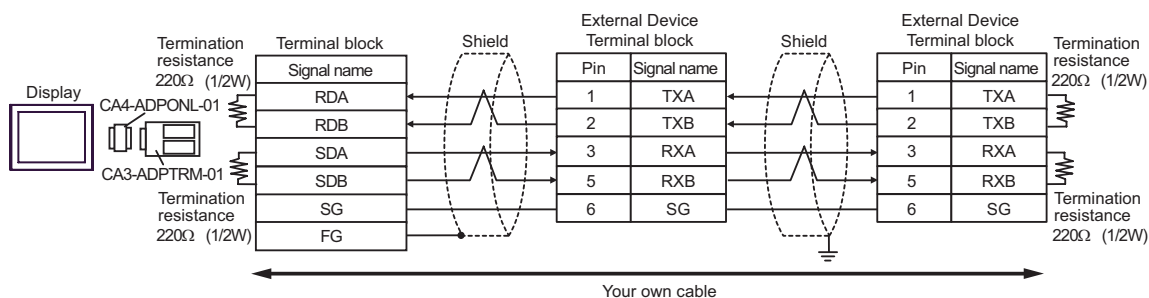 External Device
External Device
Termination resistance 220Ω (1/2W)
Terminal block
Shield
Terminal block
Shield
Terminal block
Termination resistance 220Ω (1/2W)
Display
CA4-ADPONL-01
CA3-ADPTRM-01
Signal name
Pin Signal name
Pin Signal name
RDA
1 TXA
1 TXA
RDB
2 TXB
2 TXB
SDA
3 RXA
3 RXA
SDB
5 RXB
5 RXB
SG
6 SG
6 SG
FG
Termination resistance 220Ω (1/2W)
Termination resistance 220Ω (1/2W)
Your own cable